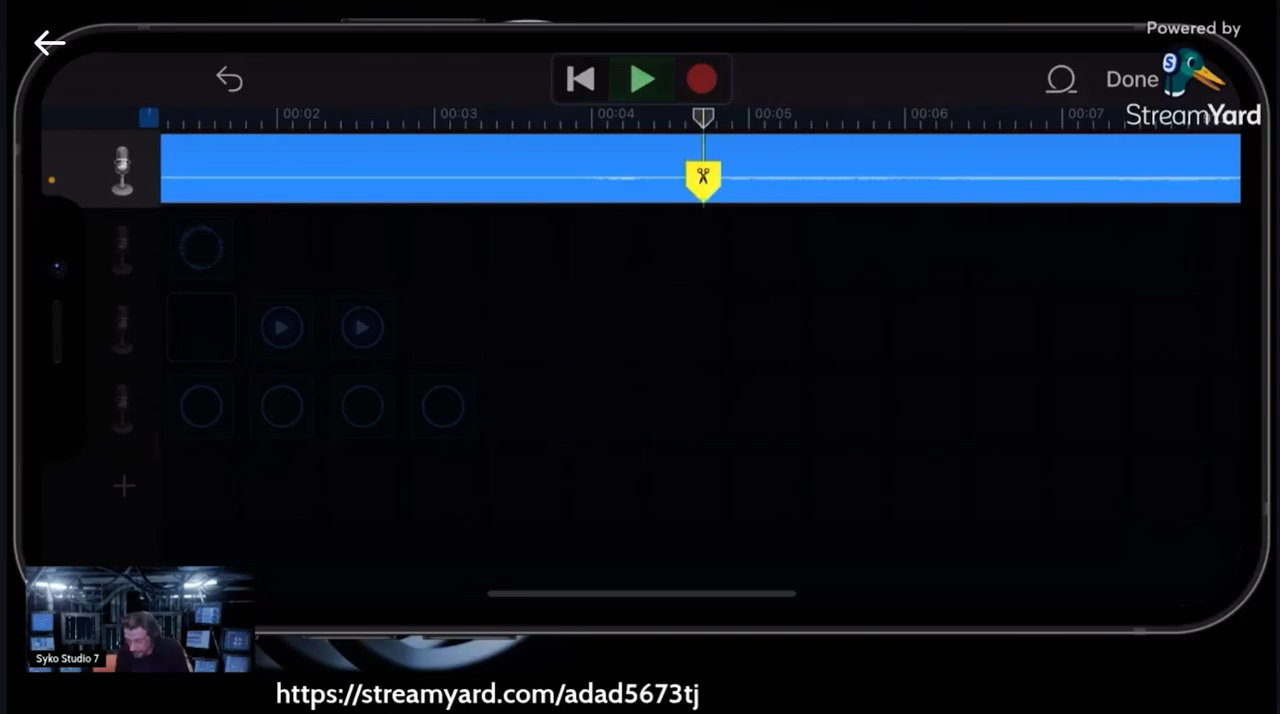 Powered by
Done
StreamYard
00:02
00:03
00:04
00:05
00:06
00:07
Syko Studio 7
https://streamyard.com/adad5673tj